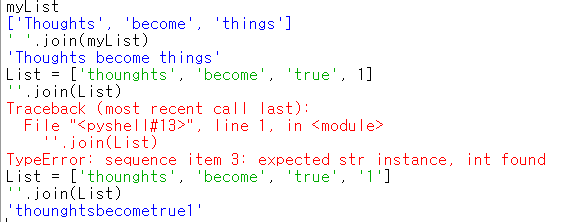 myList
['Thoughts', 'become', 'things']
' '.join(myList)
'Thoughts become things'
List = ['thounghts', 'become', 'true', 1]
''.join(List)
Traceback (most recent call last):
  File "<pyshell#13>", line 1, in <module>
    ''.join(List)
TypeError: sequence item 3: expected str instance, int found
List = ['thounghts', 'become', 'true', '1']
''.join(List)
'thounghtsbecometrue1'